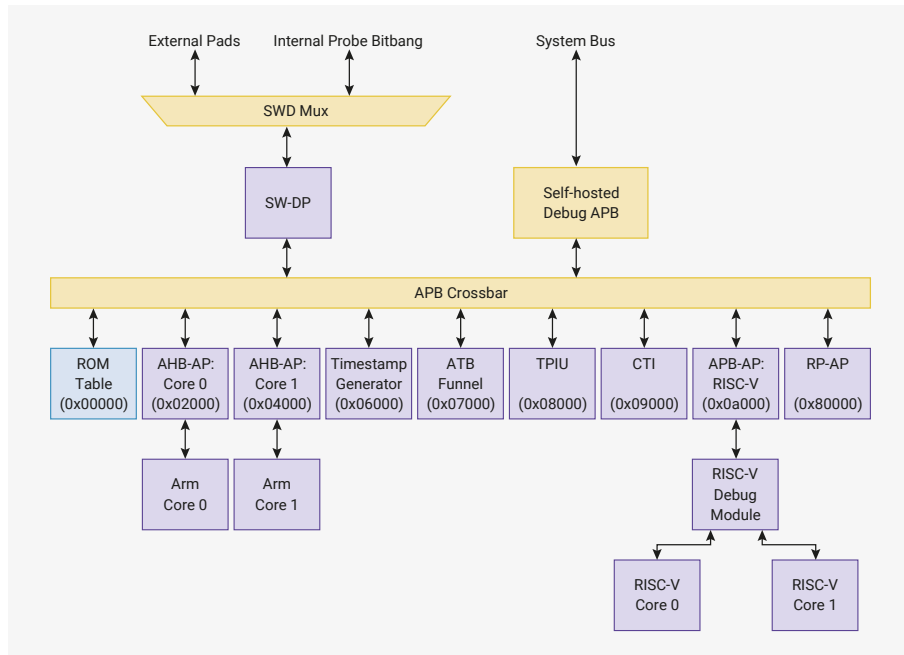 External Pads
Internal Probe Bitbang
System Bus
SWD Mux
SW-DP
Self-hosted
Debug APB
APB Crossbar
ROM
Table
(0x00000)
AHB-AP:
Core 0
(0x02000)
AHB-AP:
Core 1
(0x04000)
Timestamp
Generator
(0x06000)
ATB
Funnel
(0x07000)
TPIU
(0x08000)
CTI
(0x09000)
APB-AP:
RISC-V
(0x0a000)
RP-AP
(0x80000)
Arm
Core 0
Arm
Core 1
RISC-V
Debug
Module
RISC-V
Core 0
RISC-V
Core 1